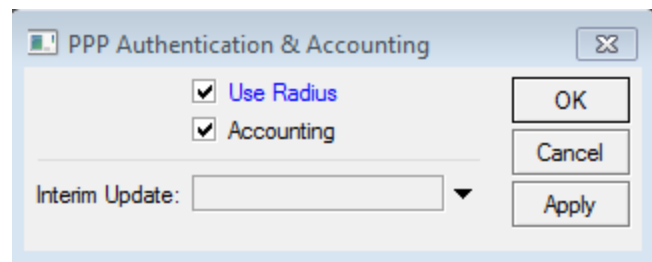 PPP Authentication & Accounting
Use Radius
Accounting
Interim Update:
OK
Cancel
Apply